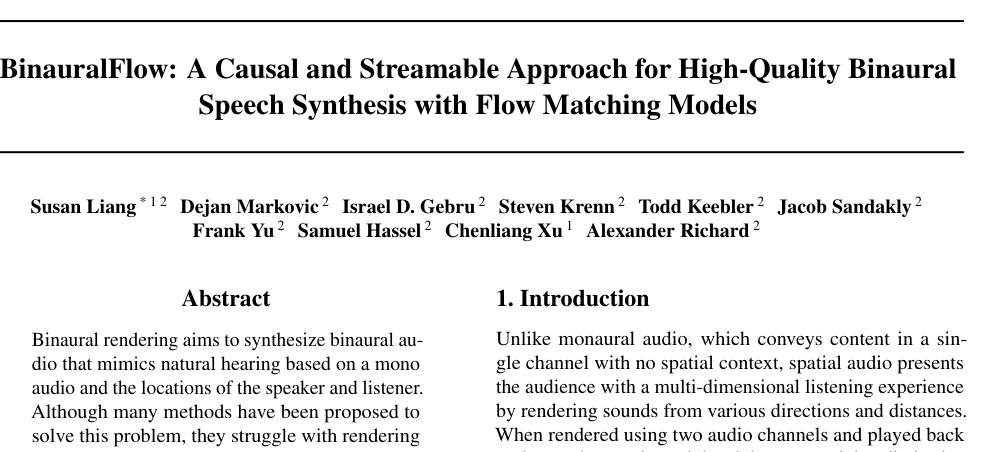 BinauralFlow: A Causal and Streamable Approach for High-Quality Binaural
Speech Synthesis with Flow Matching Models
Susan Liang * 1 2 Dejan Markovic 2 Israel D. Gebru 2 Steven Krenn 2 Todd Keebler 2 Jacob Sandakly 2
Frank Yu 2 Samuel Hassel 2 Chenliang Xu 1 Alexander Richard 2
Abstract
Binaural rendering aims to synthesize binaural au-
dio that mimics natural hearing based on a mono
audio and the locations of the speaker and listener.
Although many methods have been proposed to
solve this problem, they struggle with rendering
1. Introduction
Unlike monaural audio, which conveys content in a sin-
gle channel with no spatial context, spatial audio presents
the audience with a multi-dimensional listening experience
by rendering sounds from various directions and distances.
When rendered using two audio channels and played back